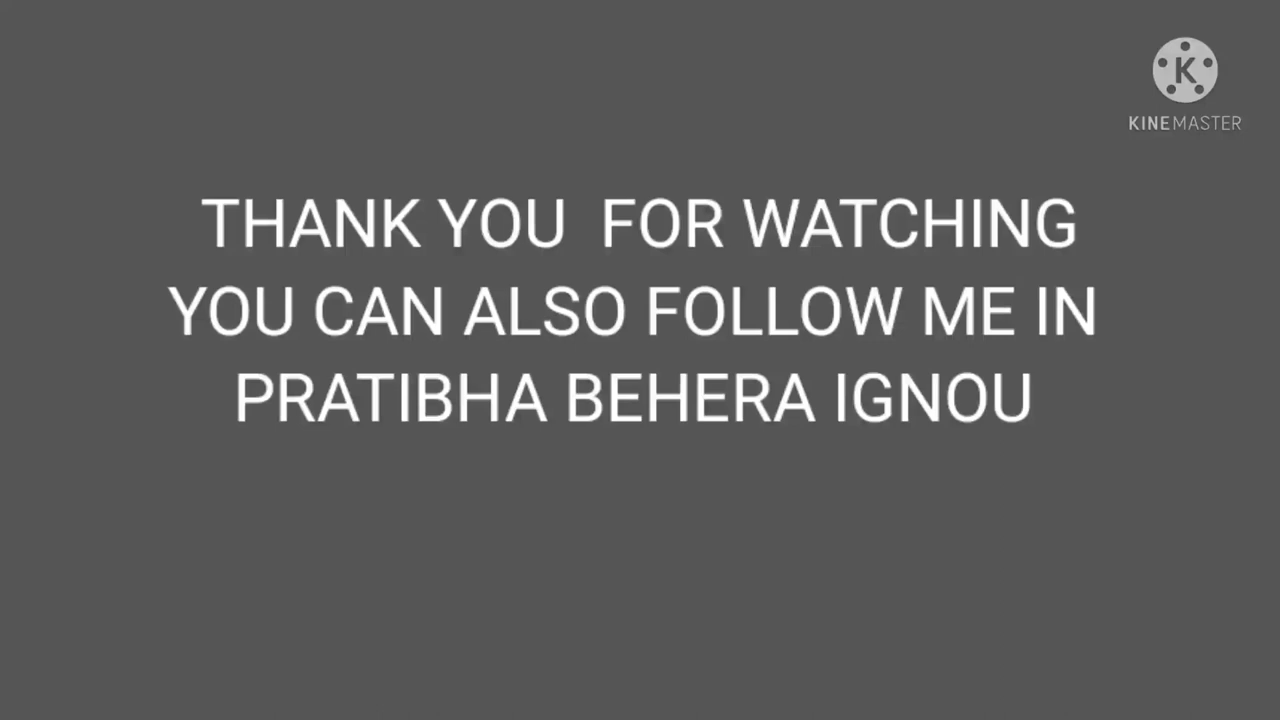 K
KINEMASTER
THANK YOU  FOR WATCHING
YOU CAN ALSO FOLLOW ME IN
PRATIBHA BEHERA IGNOU